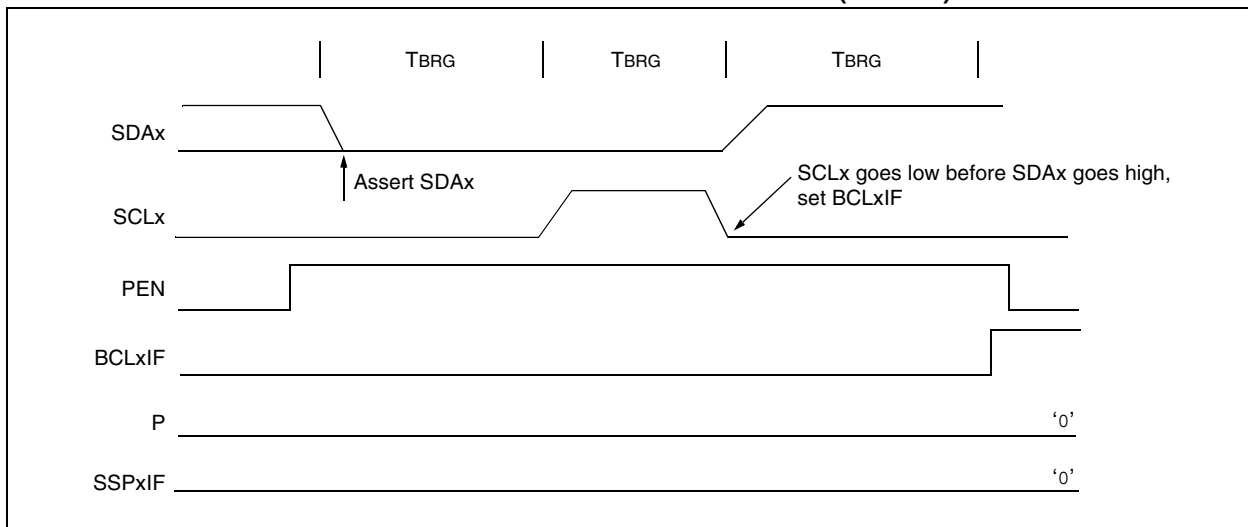 TBRG TBRG TBRG
SDAx
Assert SDAx
SCLx goes low before SDAx goes high,
set BCLxIF
SCLx
PEN
BCLxIF
P ‘0’
SSPxIF ‘0’